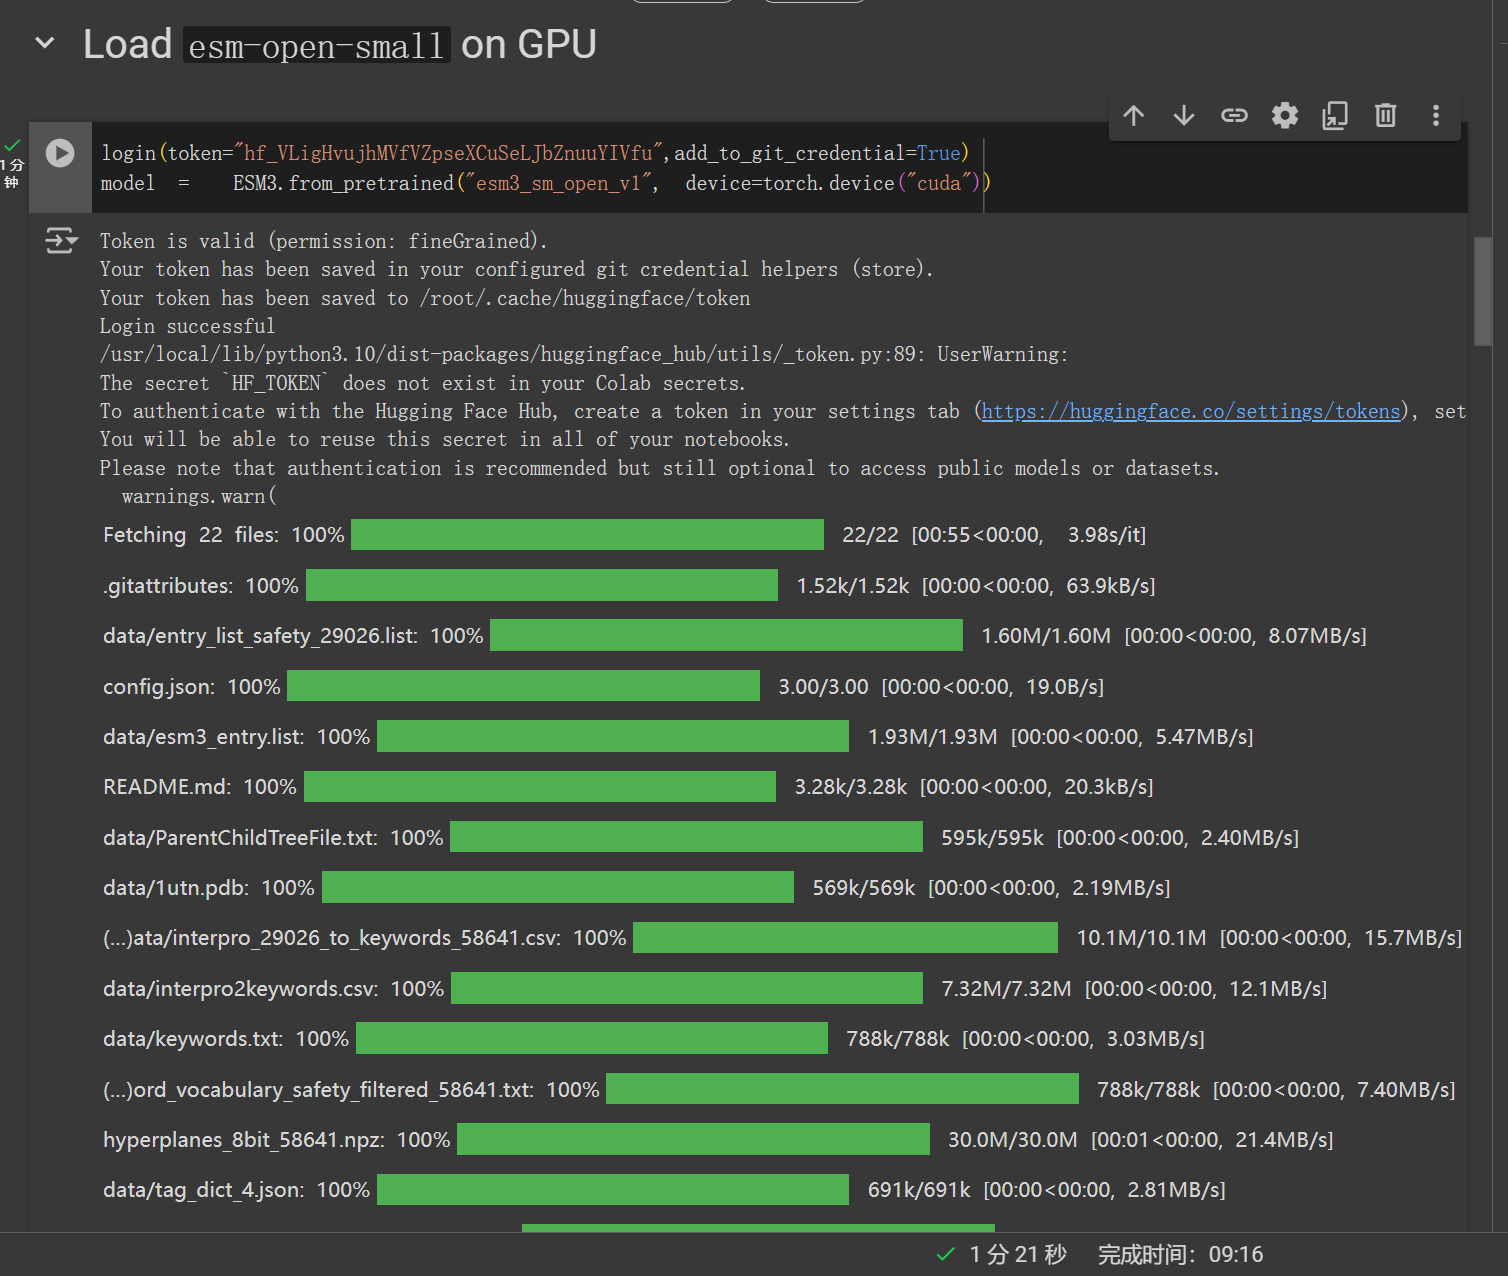 Load esm-open-small on GPU
1分
钟
login(token="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",add_to_git_credential=True)
model = ESM3.from_pretrained("esm3_sm_open_v1", device=torch.device("cuda"))
Token is valid (permission: fineGrained).
Your token has been saved in your configured git credential helpers (store).
Your token has been saved to /root/.cache/huggingface/token
Login successful
/usr/local/lib/python3.10/dist-packages/huggingface_hub/utils/_token.py:89: UserWarning:
The secret `HF_TOKEN` does not exist in your Colab secrets.
To authenticate with the Hugging Face Hub, create a token in your settings tab (https://huggingface.co/settings/tokens), set
You will be able to reuse this secret in all of your notebooks.
Please note that authentication is recommended but still optional to access public models or datasets.
warnings.warn(
Fetching 22 files: 100% 22/22 [00:55<00:00, 3.98s/it]
.gitattributes: 100% 1.52k/1.52k [00:00<00:00, 63.9kB/s]
data/entry_list_safety_29026.list: 100% 1.60M/1.60M [00:00<00:00, 8.07MB/s]
config.json: 100% 3.00/3.00 [00:00<00:00, 19.0B/s]
data/esm3_entry.list: 100% 1.93M/1.93M [00:00<00:00, 5.47MB/s]
README.md: 100% 3.28k/3.28k [00:00<00:00, 20.3kB/s]
data/ParentChildTreeFile.txt: 100% 595k/595k [00:00<00:00, 2.40MB/s]
data/1utn.pdb: 100% 569k/569k [00:00<00:00, 2.19MB/s]
(...)ata/interpro_29026_to_keywords_58641.csv: 100% 10.1M/10.1M [00:00<00:00, 15.7MB/s]
data/interpro2keywords.csv: 100% 7.32M/7.32M [00:00<00:00, 12.1MB/s]
data/keywords.txt: 100% 788k/788k [00:00<00:00, 3.03MB/s]
(...)ord_vocabulary_safety_filtered_58641.txt: 100% 788k/788k [00:00<00:00, 7.40MB/s]
hyperplanes_8bit_58641.npz: 100% 30.0M/30.0M [00:01<00:00, 21.4MB/s]
data/tag_dict_4.json: 100% 691k/691k [00:00<00:00, 2.81MB/s]
1 分 21 秒 完成时间：09:16